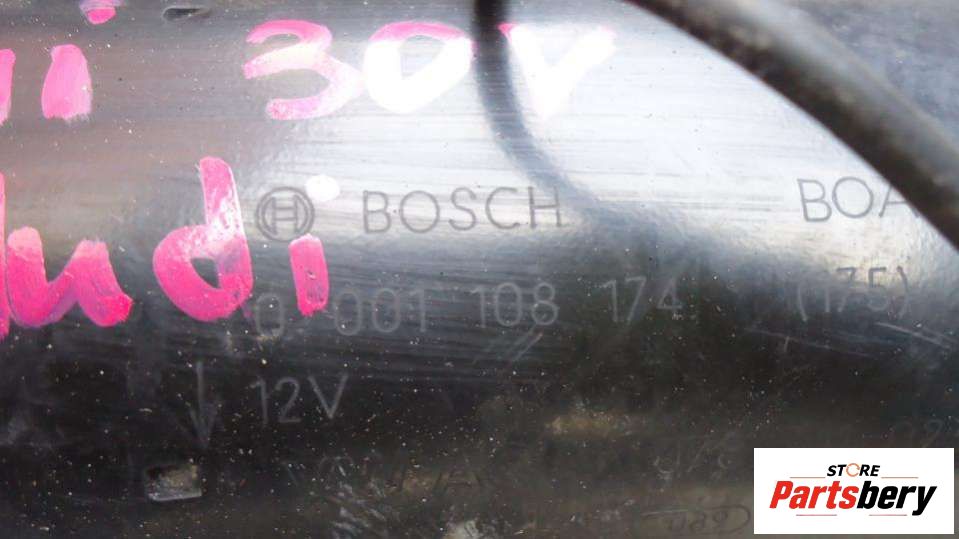 i 30V
udi
BOSCH BOA
0 001 108 174 (175)
12V
STORE
Partsbery